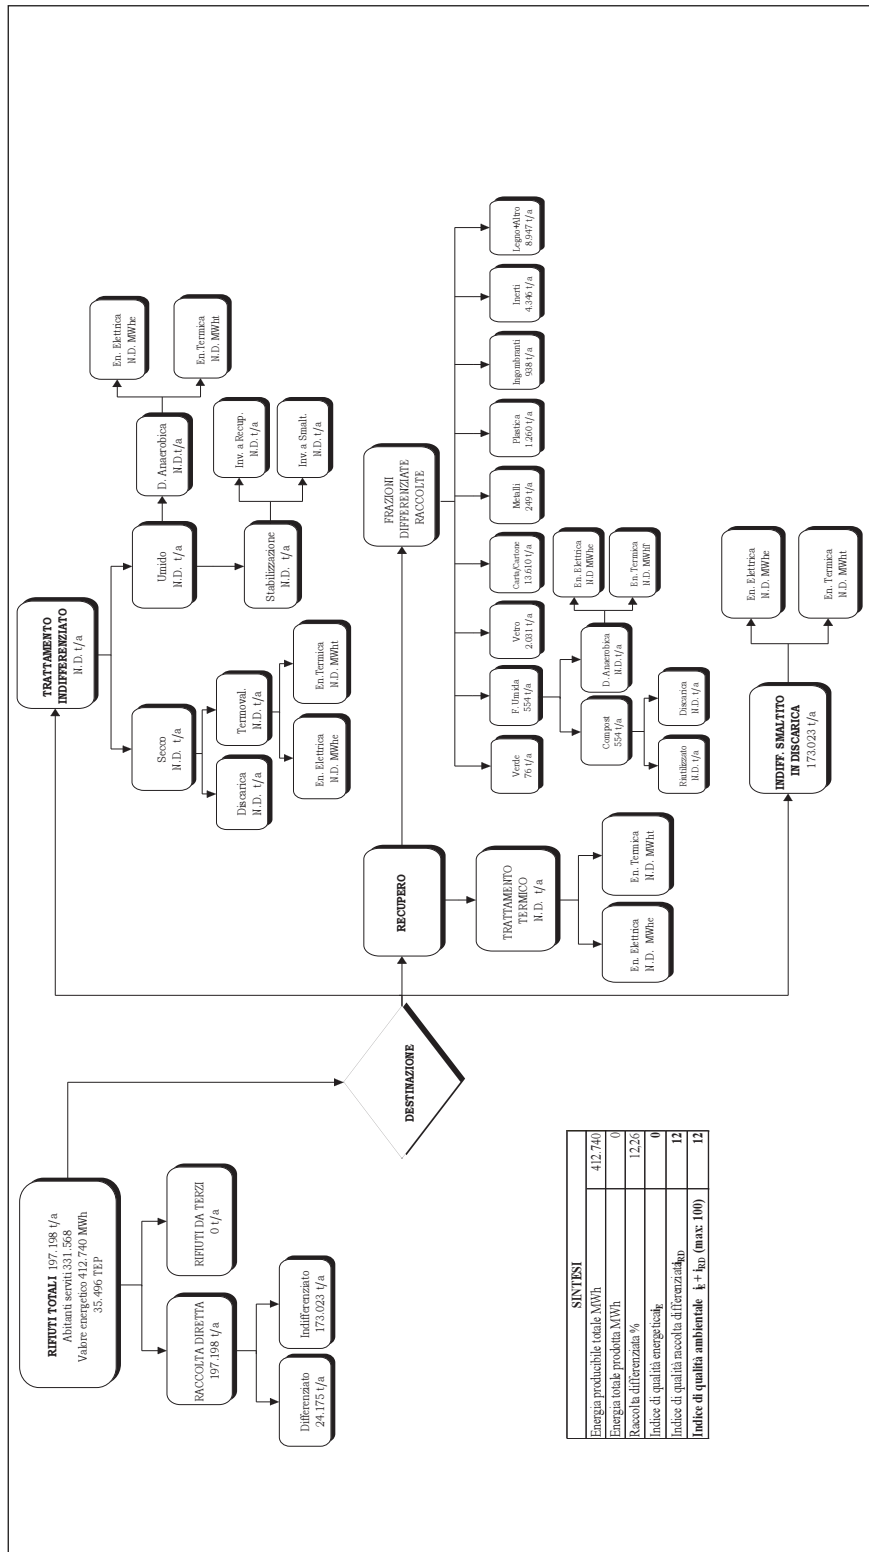 RIFIUTI TOTALI 197.198 t/a
Abitanti serviti 331.568
Valore energetico 412.740 MWh
35.496 TEP
RACCOLTA DIRETTA
197.198 t/a
RIFIUTI DA TERZI
0 t/a
Differenziato
24.175 t/a
Indifferenziato
173.023 t/a
DESTINAZIONE
TRATTAMENTO
INDIFFERENZIATO
N.D. t/a
Secco
N.D. t/a
Umido
N.D. t/a
Discarica
N.D. t/a
Termoval.
N.D. t/a
En. Elettrica
N.D. MWhe
En.Termica
N.D. MWht
D. Anaerobica
N.D.t/a
Stabilizzazione
N.D. t/a
En. Elettrica
N.D. MWhe
En.Termica
N.D. MWht
Inv. a Recup.
N.D. t/a
Inv. a Smalt.
N.D. t/a
RECUPERO
TRATTAMENTO
TERMICO
N.D. t/a
En. Elettrica
N.D. MWhe
En. Termica
N.D. MWht
FRAZIONI
DIFFERENZIATE
RACCOLTE
Verde
76 t/a
F. Umida
554 t/a
Vetro
2.031 t/a
Carta/Cartone
13.610 t/a
Metalli
249 t/a
Plastica
1.260 t/a
Ingombranti
938 t/a
Inerti
4.346 t/a
Legno+Altro
8.947 t/a
Compost
554 t/a
D. Anaerobica
N.D. t/a
En. Elettrica
N.D MWhe
En. Termica
N.D. MWhT
Riutilizzato
N.D. t/a
Discarica
N.D. t/a
INDIFF. SMALTITO
IN DISCARICA
173.023 t/a
En. Elettrica
N.D. MWhe
En. Termica
N.D. MWht
SINTESI
Energia producibile totale MWh 412.740
Energia totale prodotta MWh 0
Raccolta differenziata % 12,26
Indice di qualità energetica iE 0
Indice di qualità raccolta differenziata iRD 12
Indice di qualità ambientale iE + iRD (max: 100) 12